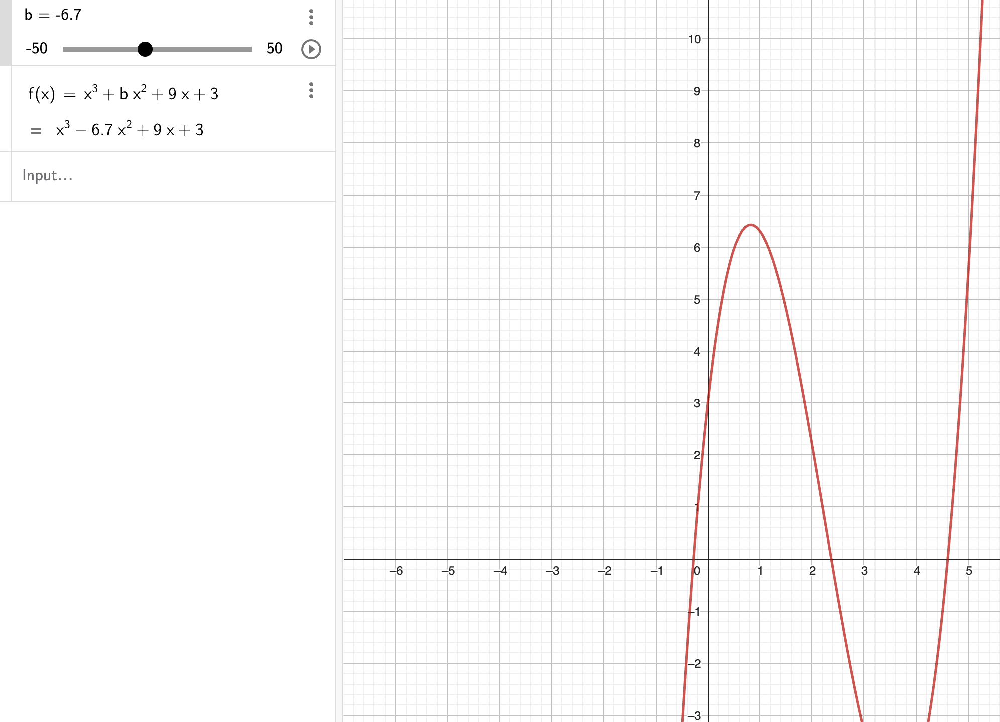 b = -6.7
-50 50
f(x) = x³ + b x² + 9 x + 3
= x³ − 6.7 x² + 9 x + 3
Input...
10
9
8
7
6
5
4
3
2
1
–6 –5 –4 –3 –2 –1 0 1 2 3 4 5
–1
–2
–3